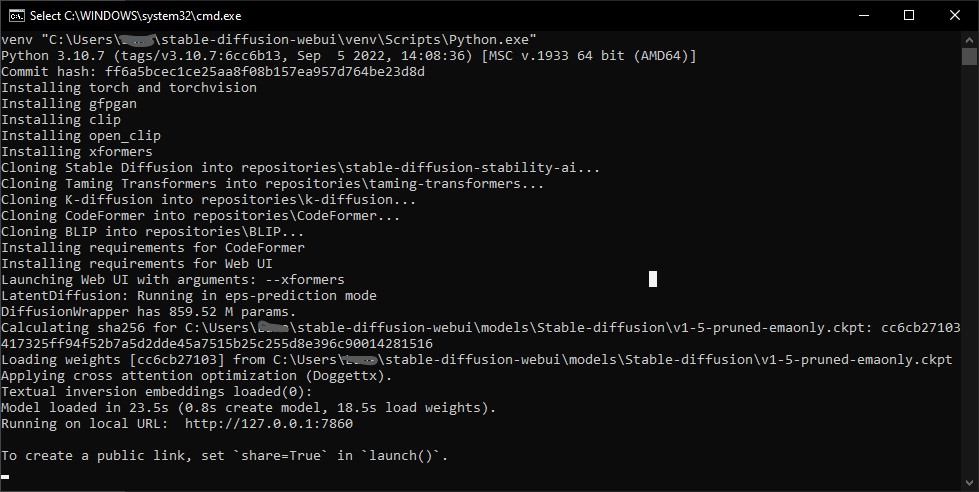 Select C:\WINDOWS\system32\cmd.exe
venv "C:\Users\ \stable-diffusion-webui\venv\Scripts\Python.exe"
Python 3.10.7 (tags/v3.10.7:6cc6b13, Sep  5 2022, 14:08:36) [MSC v.1933 64 bit (AMD64)]
Commit hash: ff6a5bcec1ce25aa8f08b157ea957d764be23d8d
Installing torch and torchvision
Installing gfpgan
Installing clip
Installing open_clip
Installing xformers
Cloning Stable Diffusion into repositories\stable-diffusion-stability-ai...
Cloning Taming Transformers into repositories\taming-transformers...
Cloning K-diffusion into repositories\k-diffusion...
Cloning CodeFormer into repositories\CodeFormer...
Cloning BLIP into repositories\BLIP...
Installing requirements for CodeFormer
Installing requirements for Web UI
Launching Web UI with arguments: --xformers
LatentDiffusion: Running in eps-prediction mode
DiffusionWrapper has 859.52 M params.
Calculating sha256 for C:\Users\ \stable-diffusion-webui\models\Stable-diffusion\v1-5-pruned-emaonly.ckpt: cc6cb27103
417325ff94f52b7a5d2dde45a7515b25c255d8e396c90014281516
Loading weights [cc6cb27103] from C:\Users\ \stable-diffusion-webui\models\Stable-diffusion\v1-5-pruned-emaonly.ckpt
Applying cross attention optimization (Doggettx).
Textual inversion embeddings loaded(0):
Model loaded in 23.5s (0.8s create model, 18.5s load weights).
Running on local URL:  http://127.0.0.1:7860
To create a public link, set `share=True` in `launch()`.